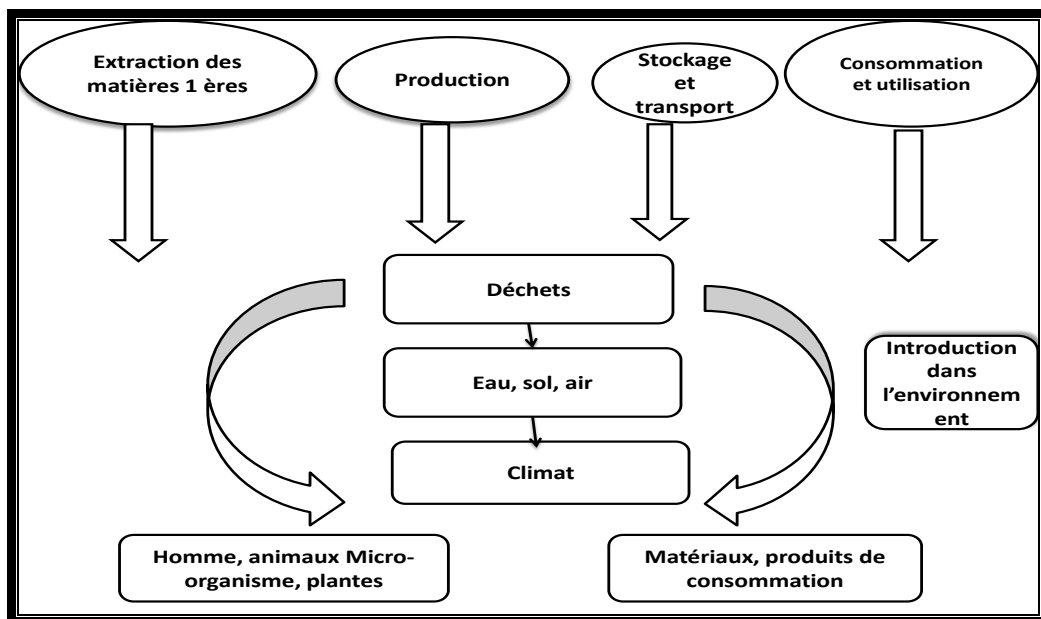 Extraction des
matières 1 ères
Production
Stockage
et
transport
Consommation
et utilisation
Déchets
Eau, sol, air
Climat
Introduction
dans
l’environnem
ent
Homme, animaux Micro-
organisme, plantes
Matériaux, produits de
consommation